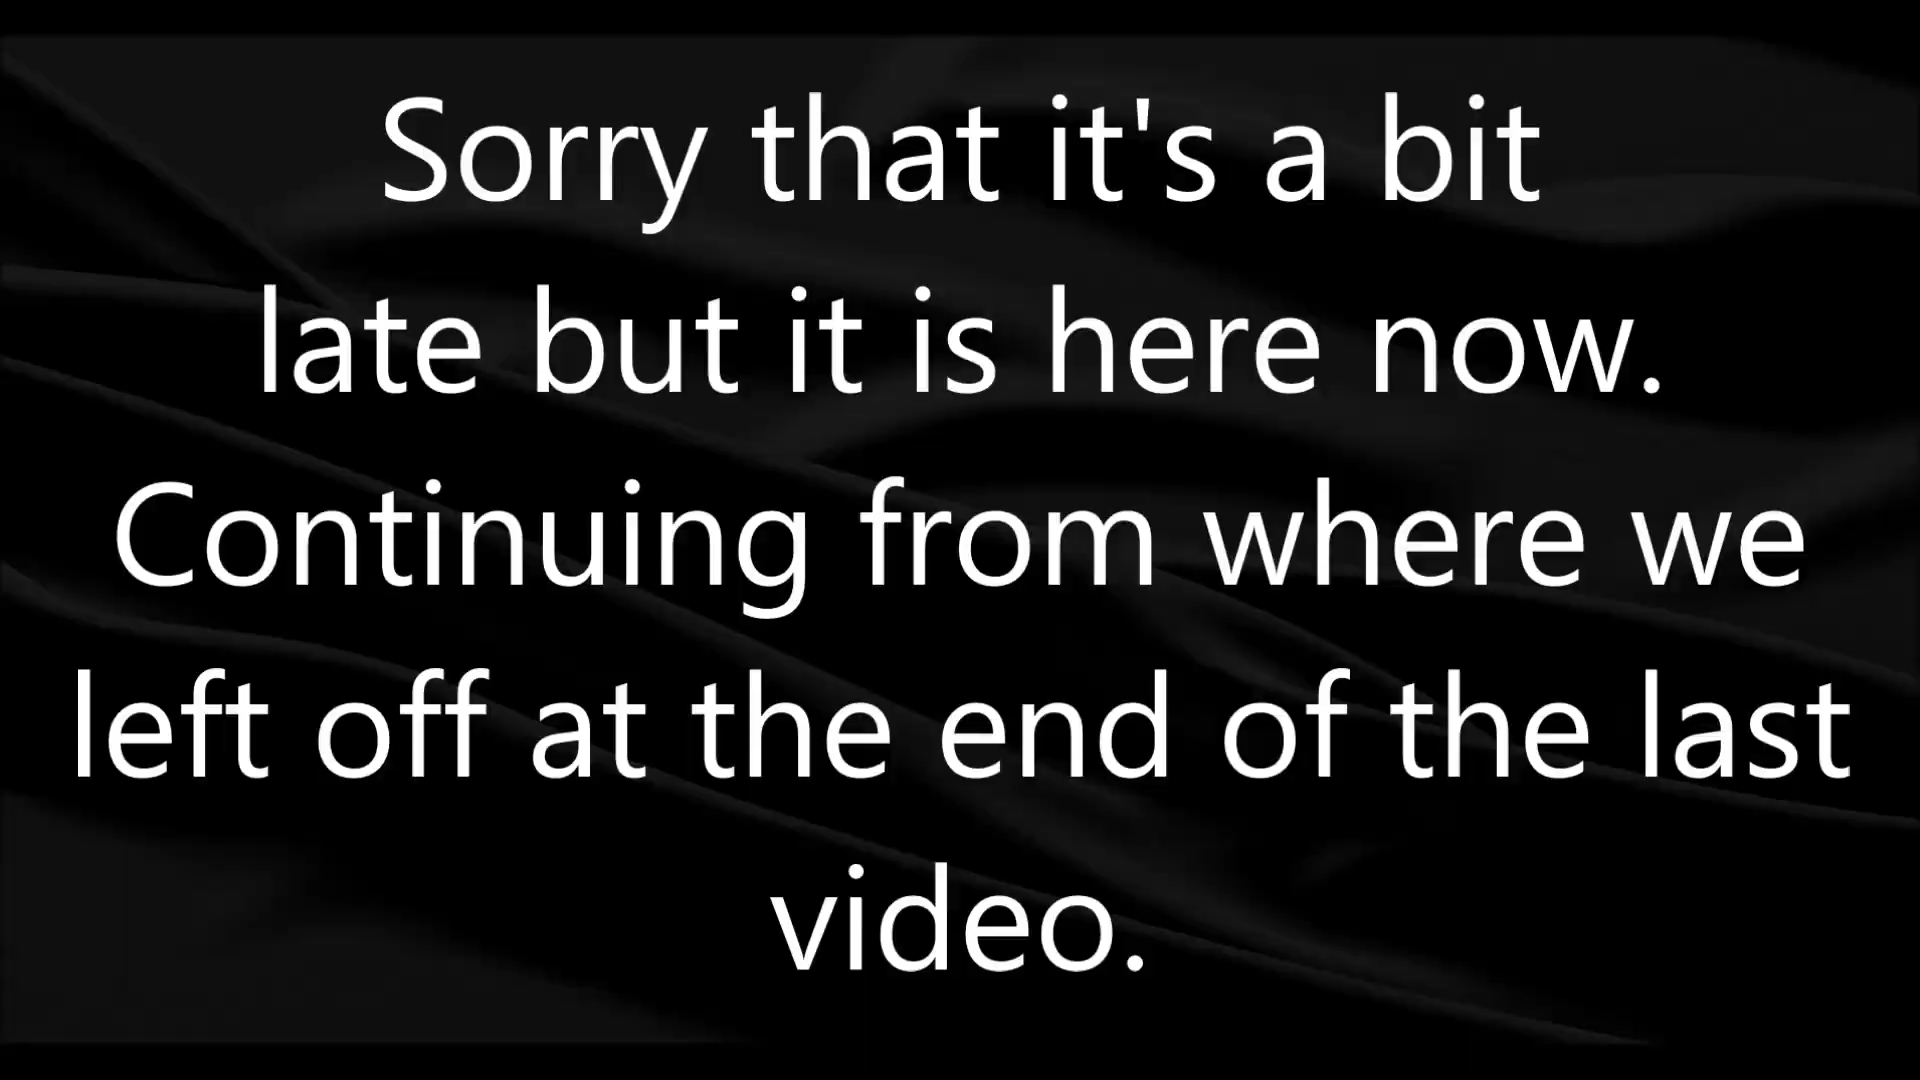 Sorry that it's a bit
late but it is here now.
Continuing from where we
left off at the end of the last
video.